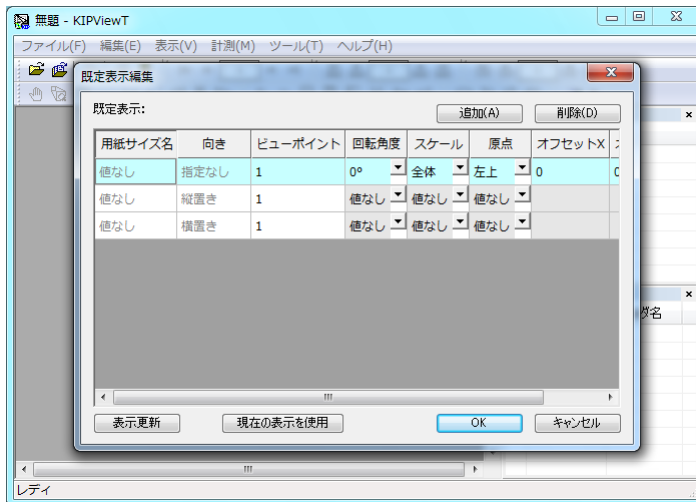 無題 - KIPViewT
ファイル(F) 編集(E) 表示(V) 計測(M) ツール(T) ヘルプ(H)
既定表示編集
既定表示:
追加(A) 削除(D)
用紙サイズ名 向き ビューポイント 回転角度 スケール 原点 オフセットX
値なし 指定なし 1 0° 全体 左上 0
値なし 縦置き 1 値なし 値なし 値なし
値なし 横置き 1 値なし 値なし 値なし
表示更新 現在の表示を使用 OK キャンセル
レディ